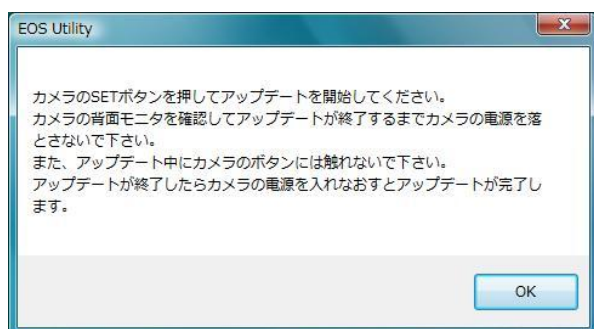 EOS Utility
カメラのSETボタンを押してアップデートを開始してください。
カメラの背面モニタを確認してアップデートが終了するまでカメラの電源を落
とさないで下さい。
また、アップデート中にカメラのボタンには触れないで下さい。
アップデートが終了したらカメラの電源を入れなおすとアップデートが完了し
ます。
OK